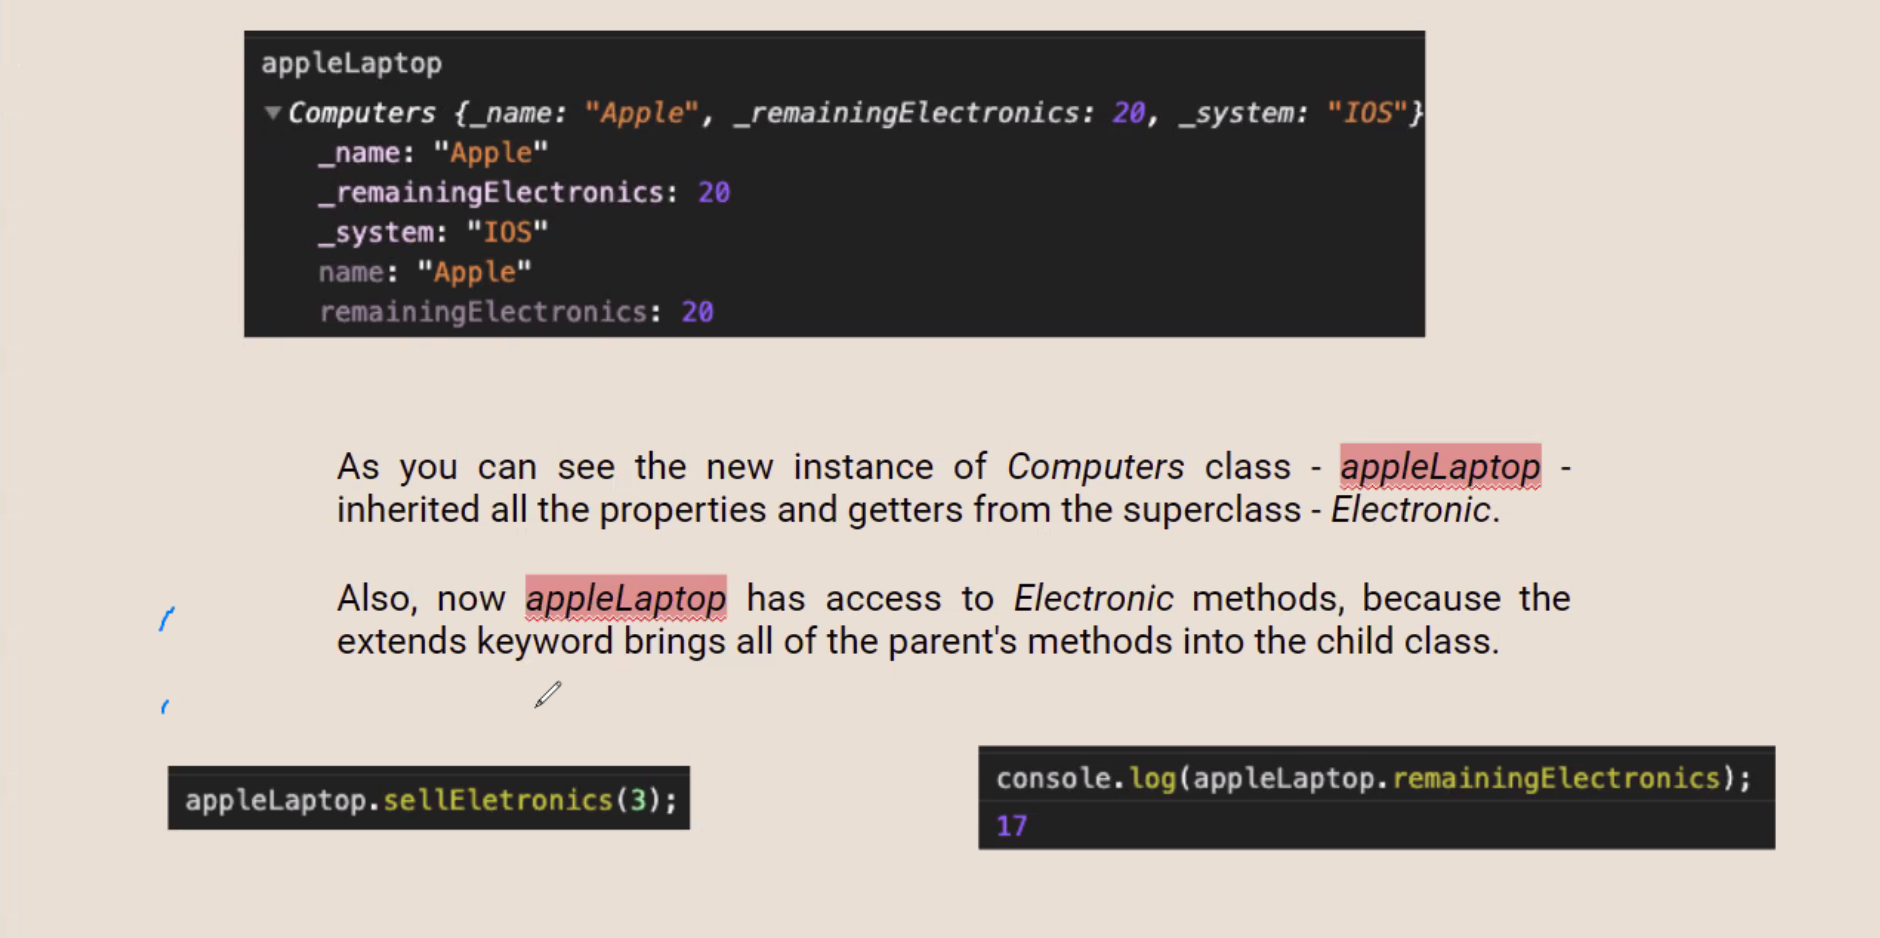 appleLaptop
▼Computers {_name: "Apple", _remainingElectronics: 20, _system: "IOS"}
_name: "Apple"
_remainingElectronics: 20
_system: "IOS"
name: "Apple"
remainingElectronics: 20
As you can see the new instance of Computers class - appleLaptop -
inherited all the properties and getters from the superclass - Electronic.
Also, now appleLaptop has access to Electronic methods, because the
extends keyword brings all of the parent's methods into the child class.
appleLaptop.sellEletronics(3);
console.log(appleLaptop.remainingElectronics);
17